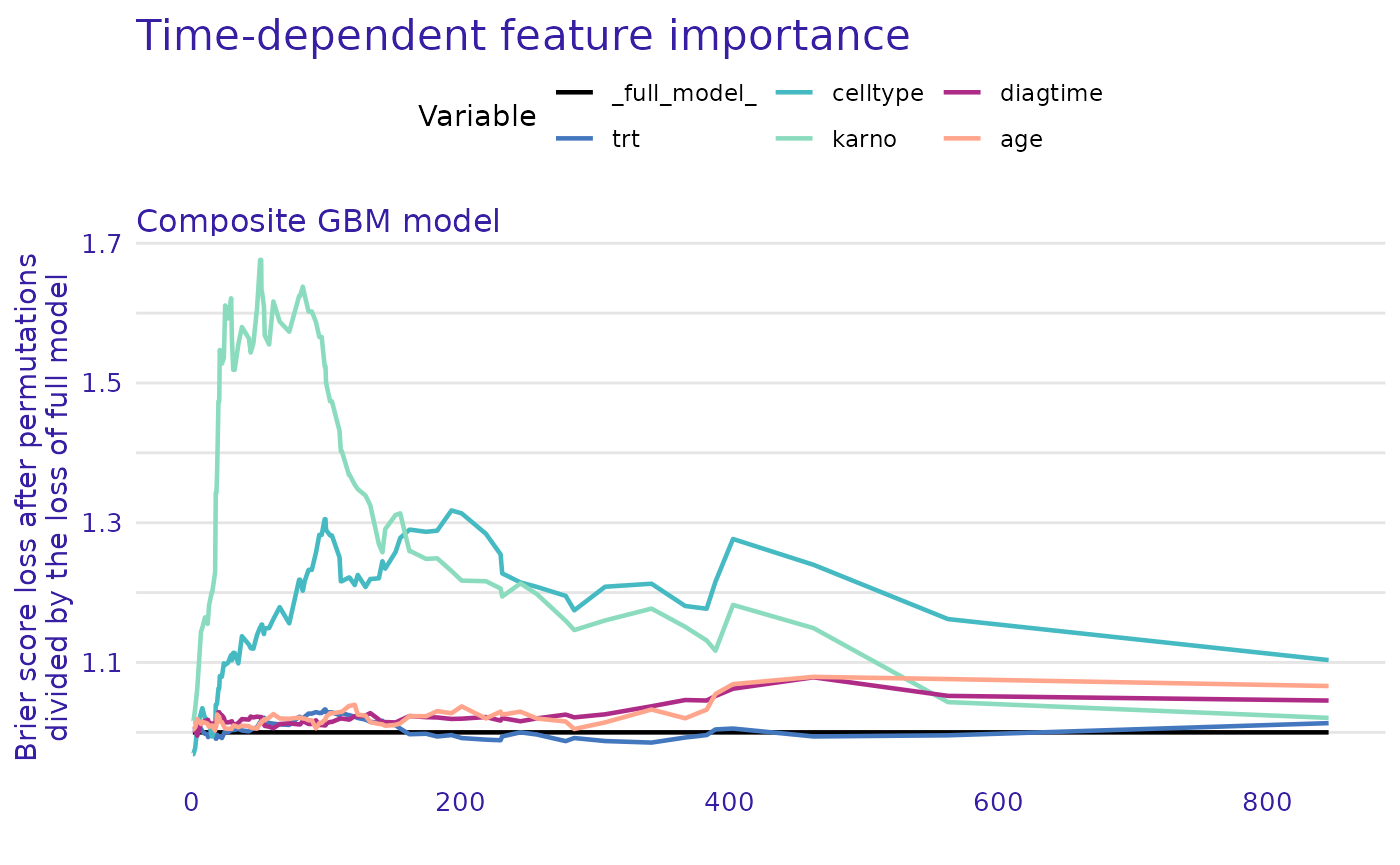 Time-dependent feature importance
Variable
_full_model_
celltype
diagtime
trt
karno
age
Composite GBM model
Brier score loss after permutations
divided by the loss of full model
1.7
1.5
1.3
1.1
0
200
400
600
800